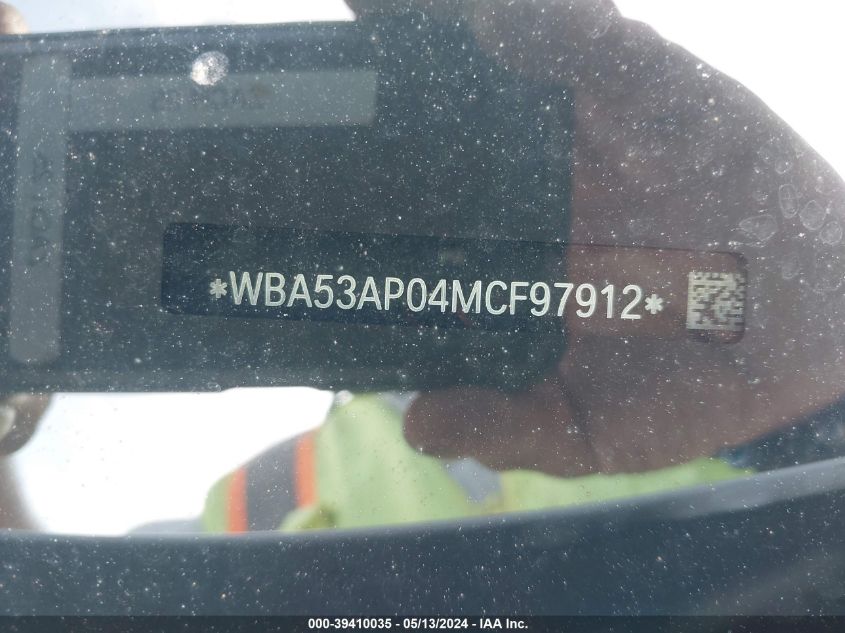 *WBA53AP04MCF97912*
000-39410035 - 05/13/2024 - IAA Inc.